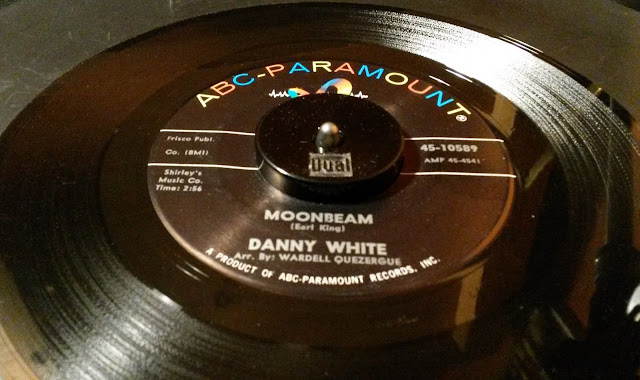 ABC-PARAMOUNT®
Frisco Publ.
Co. (BMI)
Shirley's
Music Co.
Time: 2:56
45-10589
AMP 45-4541
Dual
MOONBEAM
(Earl King)
DANNY WHITE
Arr. By: WARDELL QUEZERGUE
A PRODUCT OF ABC-PARAMOUNT RECORDS, INC.